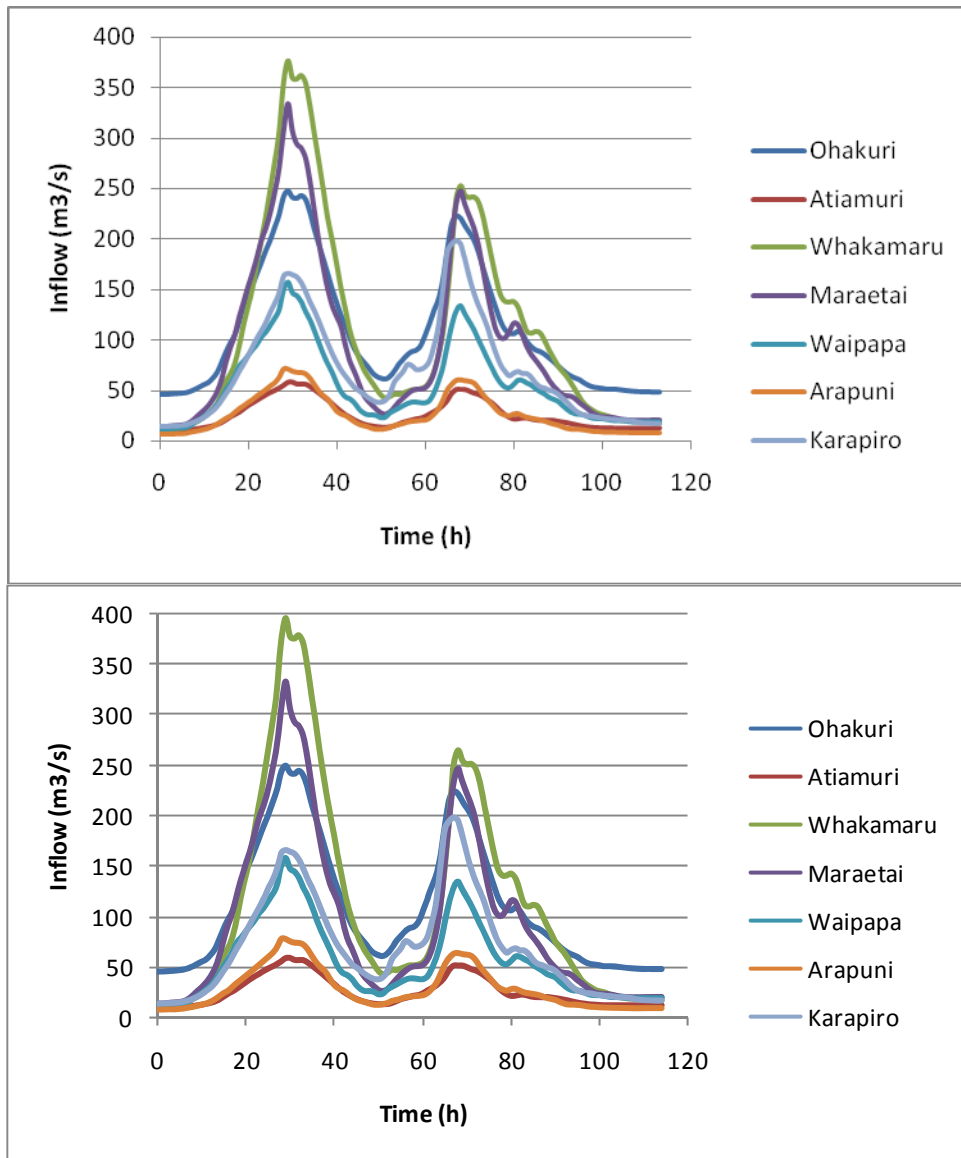 400
350
300
250
200
150
100
50
0
Inflow (m3/s)
0 20 40 60 80 100 120
Time (h)
Ohakuri
Atiamuri
Whakamaru
Maraetai
Waipapa
Arapuni
Karapiro
400
350
300
250
200
150
100
50
0
Inflow (m3/s)
0 20 40 60 80 100 120
Time (h)
Ohakuri
Atiamuri
Whakamaru
Maraetai
Waipapa
Arapuni
Karapiro